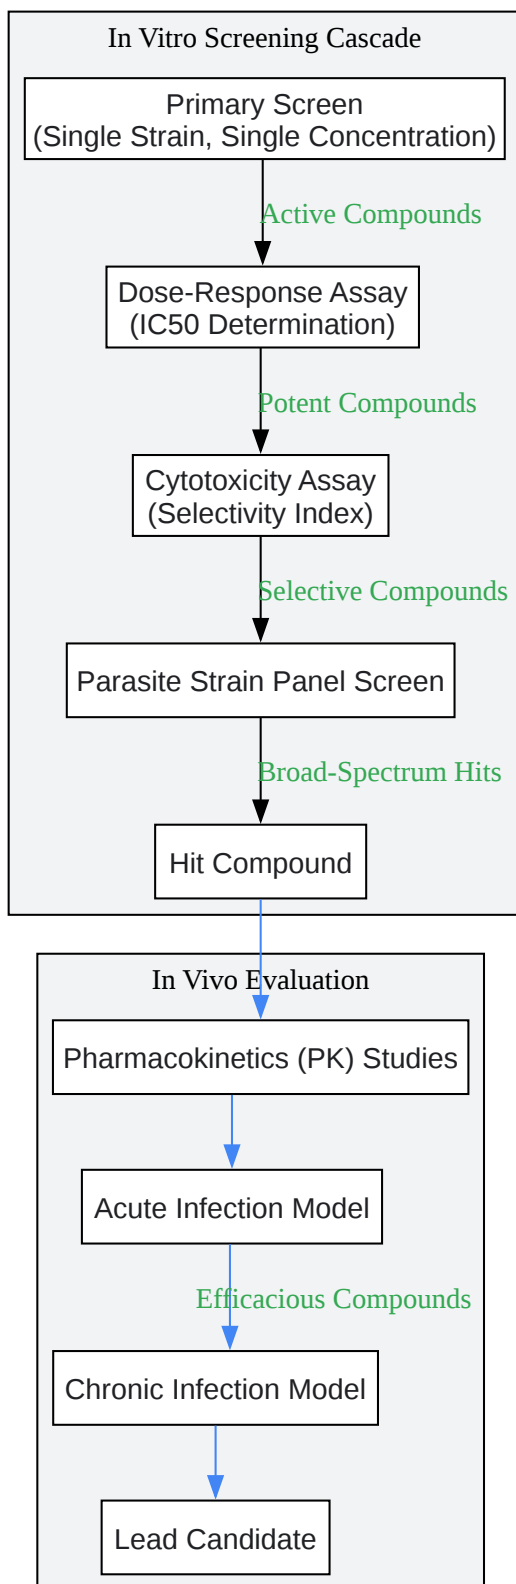 In Vitro Screening Cascade
Primary Screen
(Single Strain, Single Concentration)
Active Compounds
Dose-Response Assay
(IC50 Determination)
Potent Compounds
Cytotoxicity Assay
(Selectivity Index)
Selective Compounds
Parasite Strain Panel Screen
Broad-Spectrum Hits
Hit Compound
In Vivo Evaluation
Pharmacokinetics (PK) Studies
Acute Infection Model
Efficacious Compounds
Chronic Infection Model
Lead Candidate